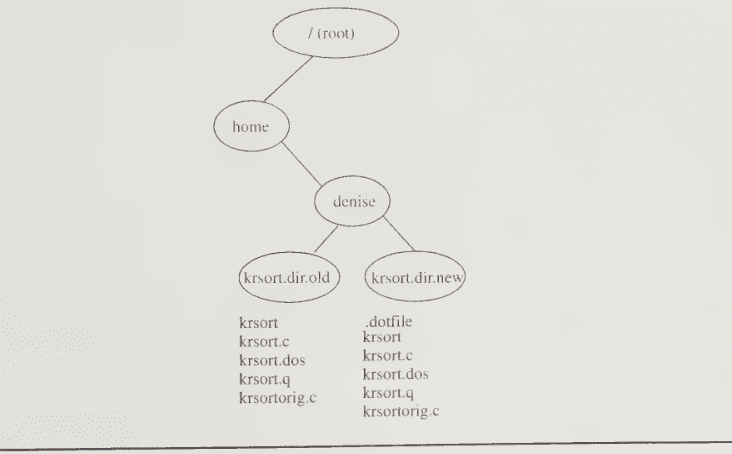 / (root)
home
denise
krsort.dir.old
krsort.dir.new
krsort
krsort.c
krsort.dos
krsort.q
krsortorig.c
.dotfile
krsort
krsort.c
krsort.dos
krsort.q
krsortorig.c